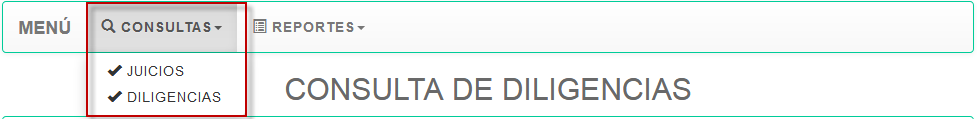 MENÚ CONSULTAS REPORTES
JUICIOS
DILIGENCIAS
CONSULTA DE DILIGENCIAS